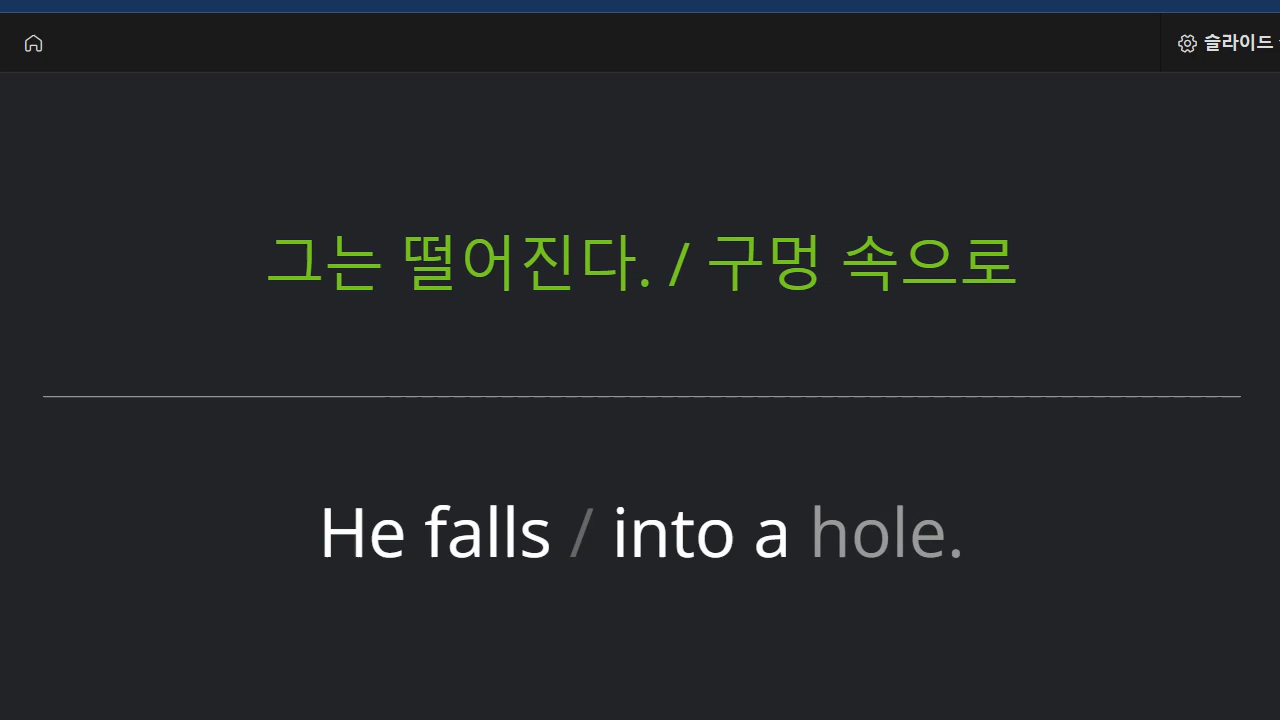 슬라이드
그는 떨어진다. / 구멍 속으로
He falls / into a hole.